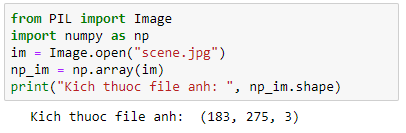 from PIL import Image
import numpy as np
im = Image.open("scene.jpg")
np_im = np.array(im)
print("Kich thuoc file anh: ", np_im.shape)
Kich thuoc file anh:  (183, 275, 3)